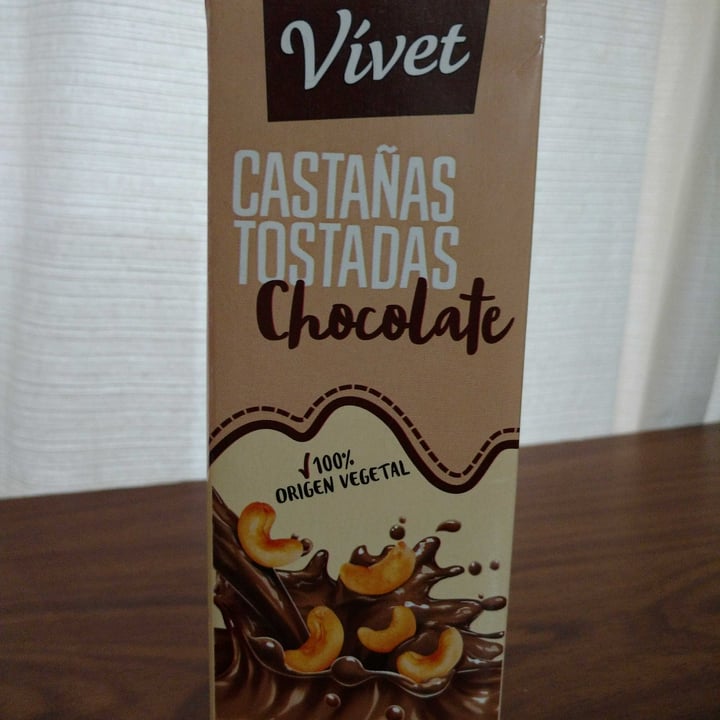 Vívet
CASTAÑAS
TOSTADAS
Chocolate
√100%
ORIGEN VEGETAL